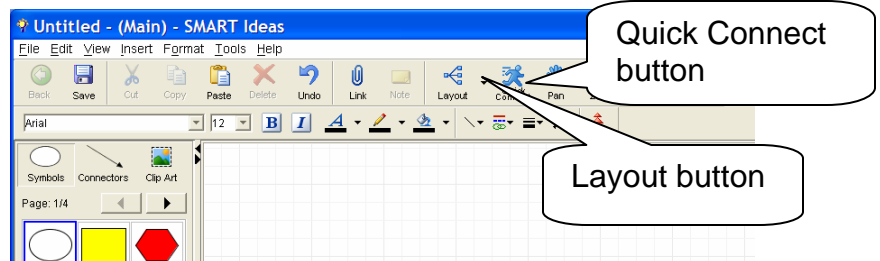 Untitled - (Main) - SMART Ideas
File Edit View Insert Format Tools Help
Back Save Cut Copy Paste Delete Undo Link Note Layout Pan
Arial 12 B I A
Symbols Connectors Clip Art
Page: 1/4
Quick Connect
button
Layout button